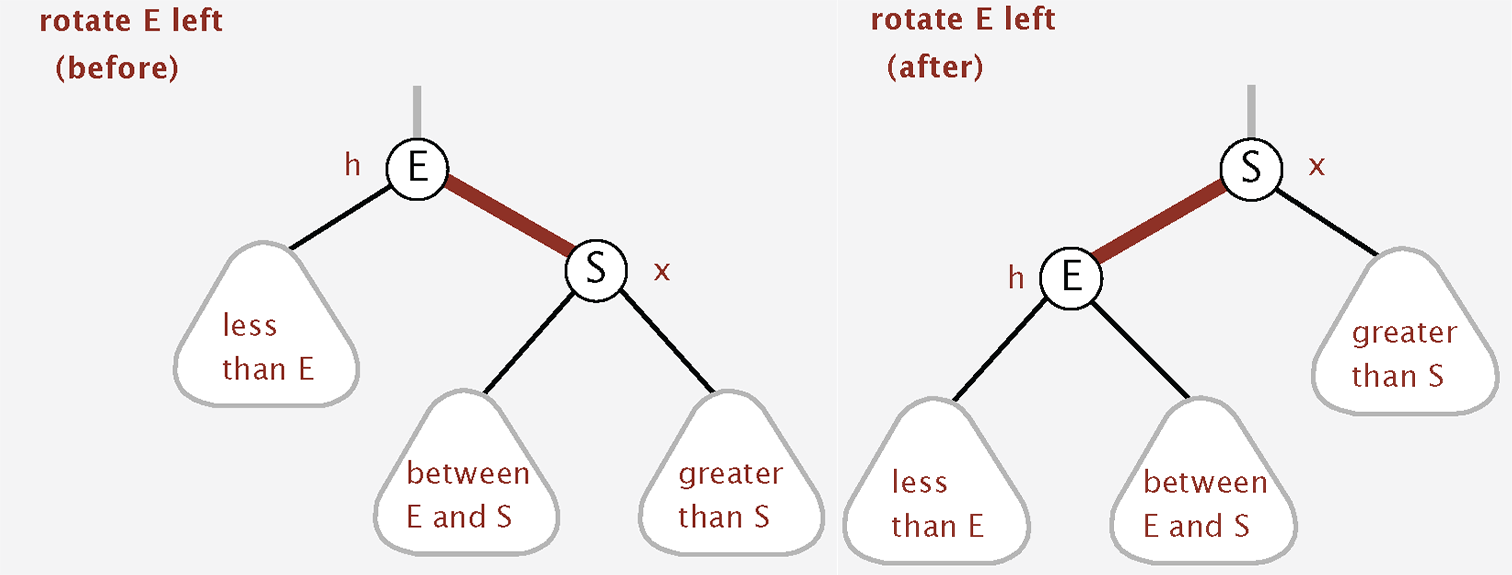 rotate E left
(before)
h
E
S
x
less
than E
between
E and S
greater
than S
rotate E left
(after)
S
x
h
E
greater
than S
less
than E
between
E and S